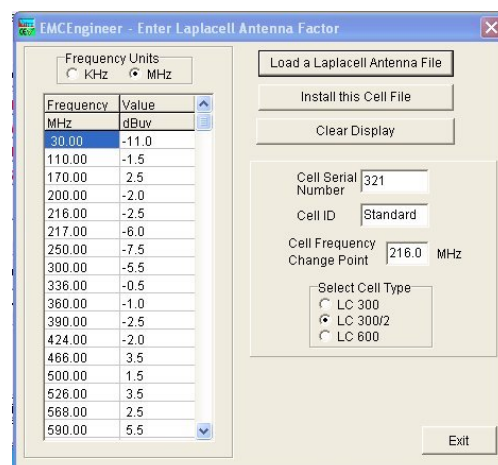 EMCEngineer - Enter Laplacell Antenna Factor
Frequency Units
KHz MHz
Frequency Value
MHz dBuv
30.00 -11.0
110.00 -1.5
170.00 2.5
200.00 -2.0
216.00 -2.5
217.00 -6.0
250.00 -7.5
300.00 -5.5
336.00 -0.5
360.00 -1.0
390.00 -2.5
424.00 -2.0
466.00 3.5
500.00 1.5
526.00 3.5
568.00 2.5
590.00 5.5
Load a Laplacell Antenna File
Install this Cell File
Clear Display
Cell Serial Number 321
Cell ID Standard
Cell Frequency Change Point 216.0 MHz
Select Cell Type
LC 300
LC 300/2
LC 600
Exit